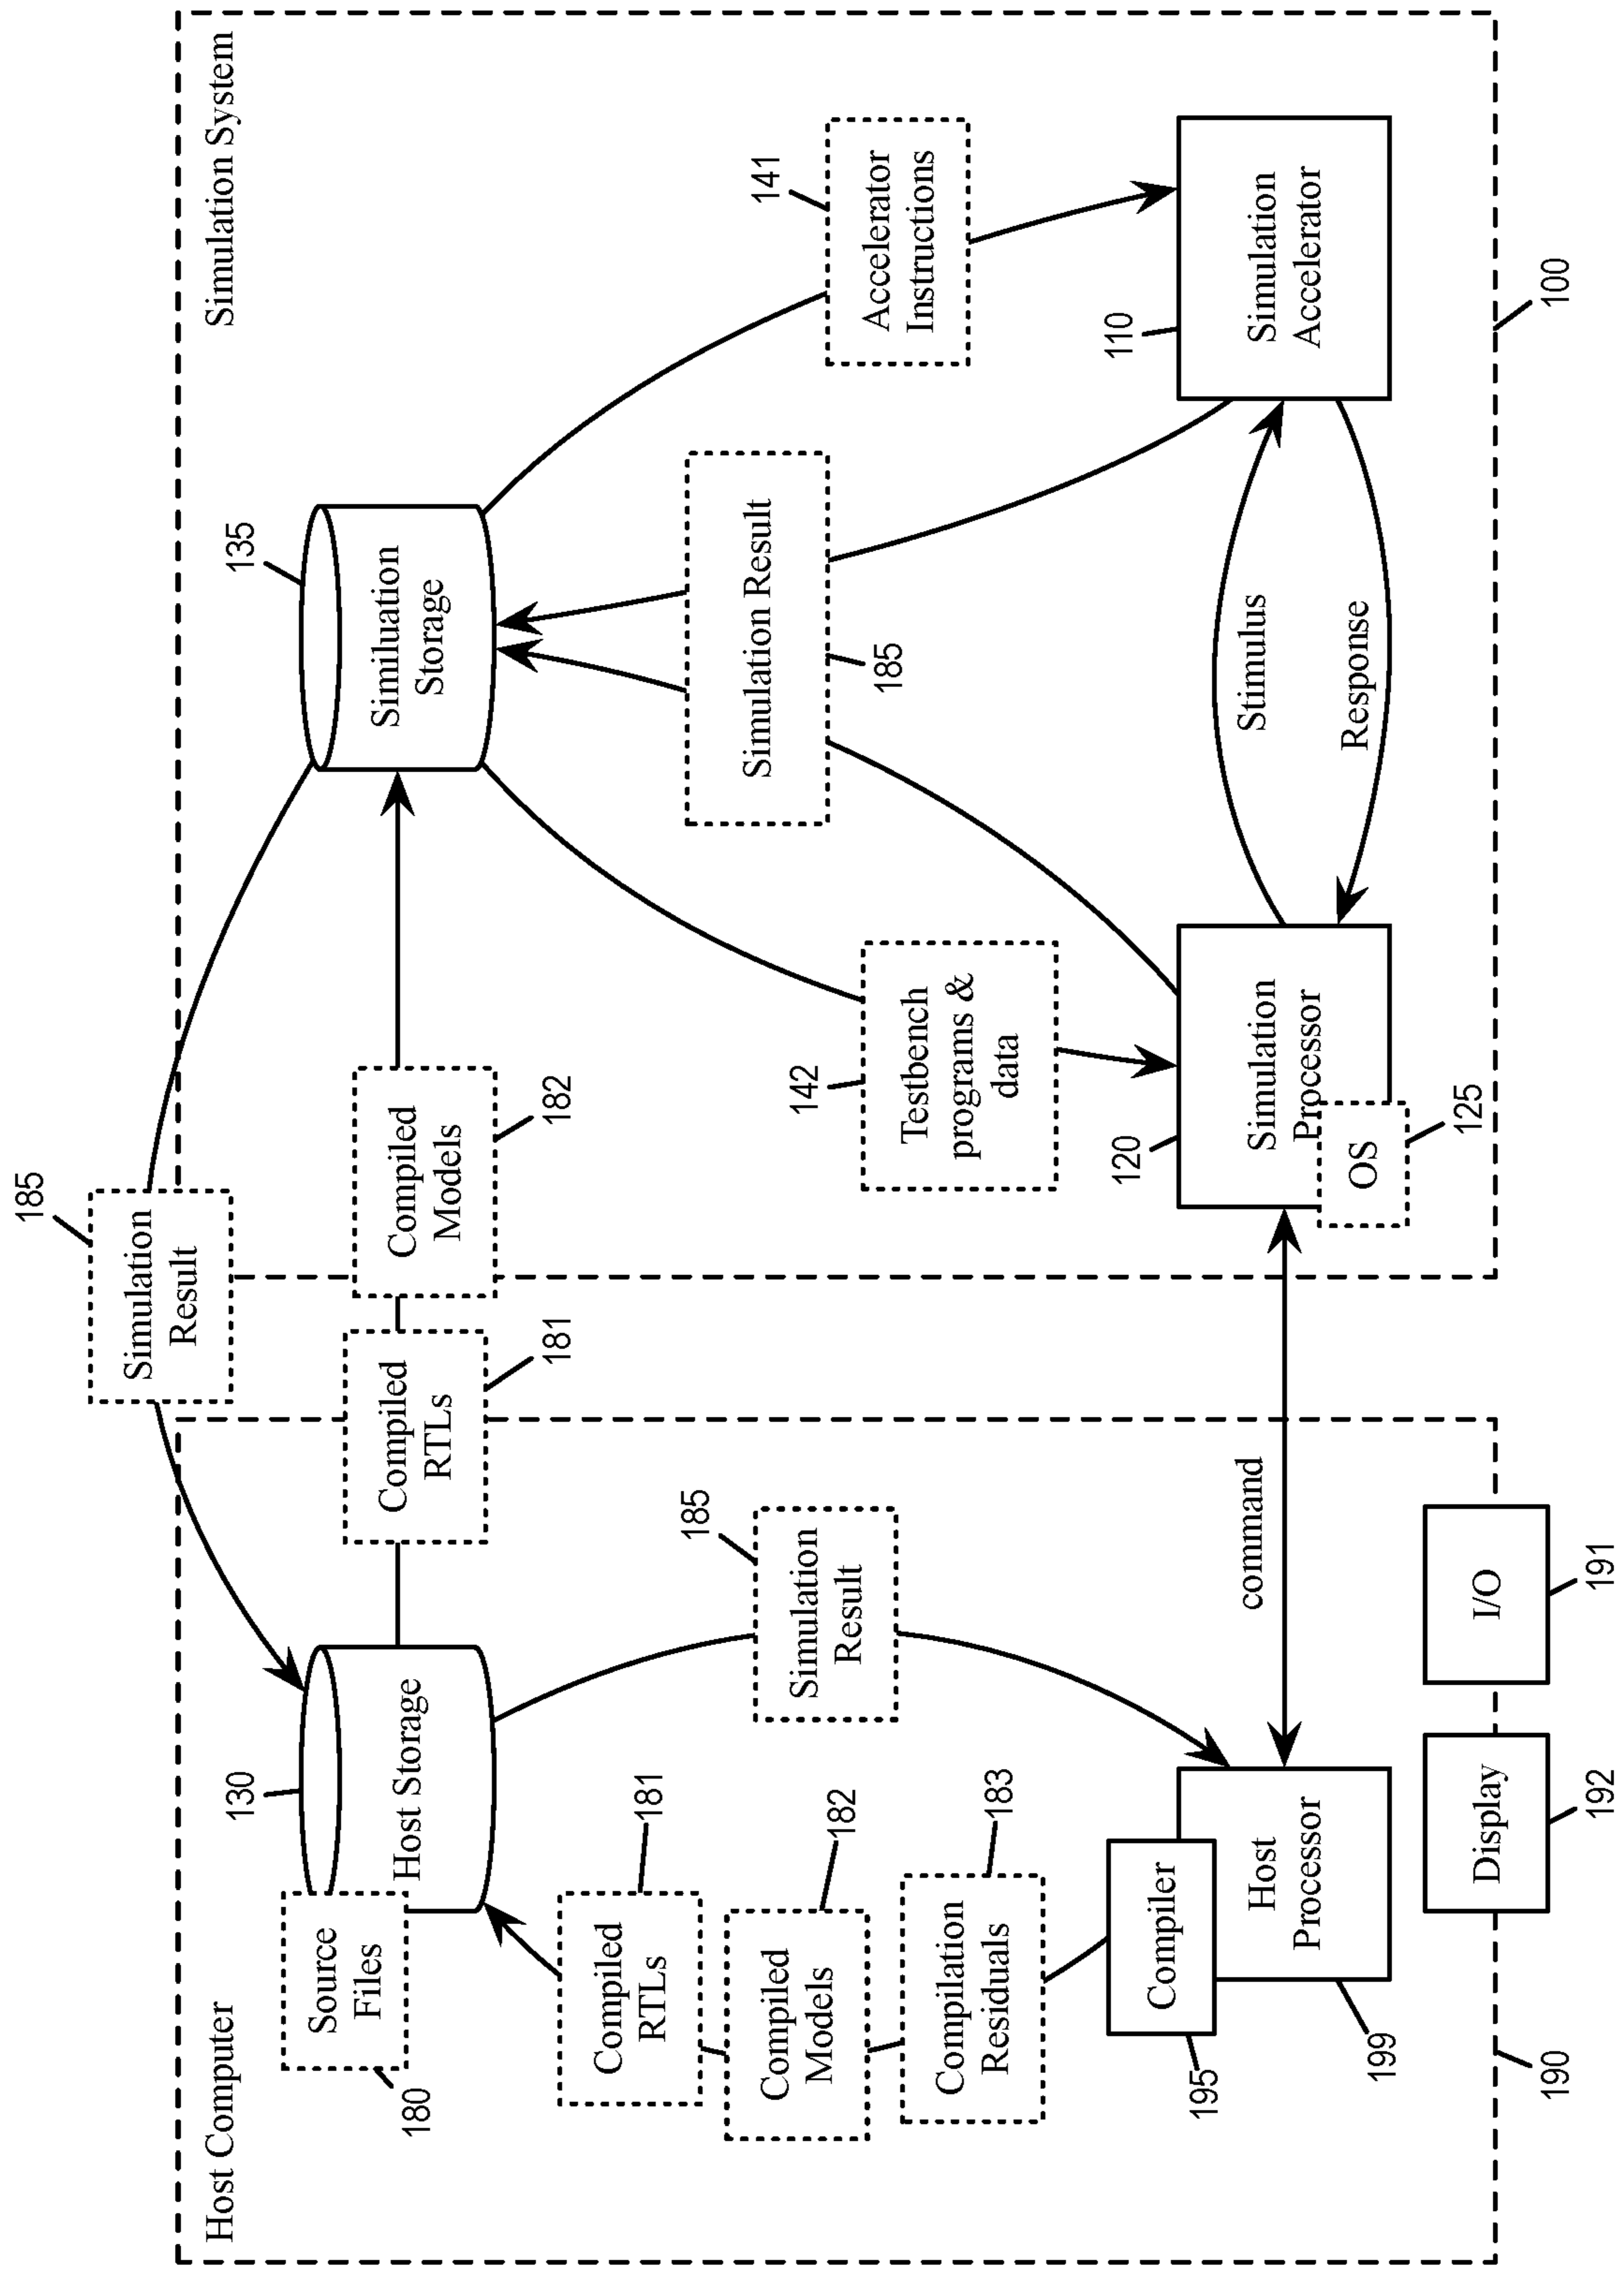 Host Computer
Simulation System
185
Simulation
Result
180
Source
Files
130
Host Storage
Compiled
RTLs
181
Compiled
Models
182
135
Similuation
Storage
Compiled
RTLs
181
Compiled
Models
182
Compilation
Residuals
183
185
Simulation
Result
142
Testbench
programs &
data
Simulation Result
185
141
Accelerator
Instructions
195
Compiler
Host
Processor
199
command
120
Simulation
Processor
OS
125
Stimulus
Response
110
Simulation
Accelerator
190
Display
192
I/O
191
100